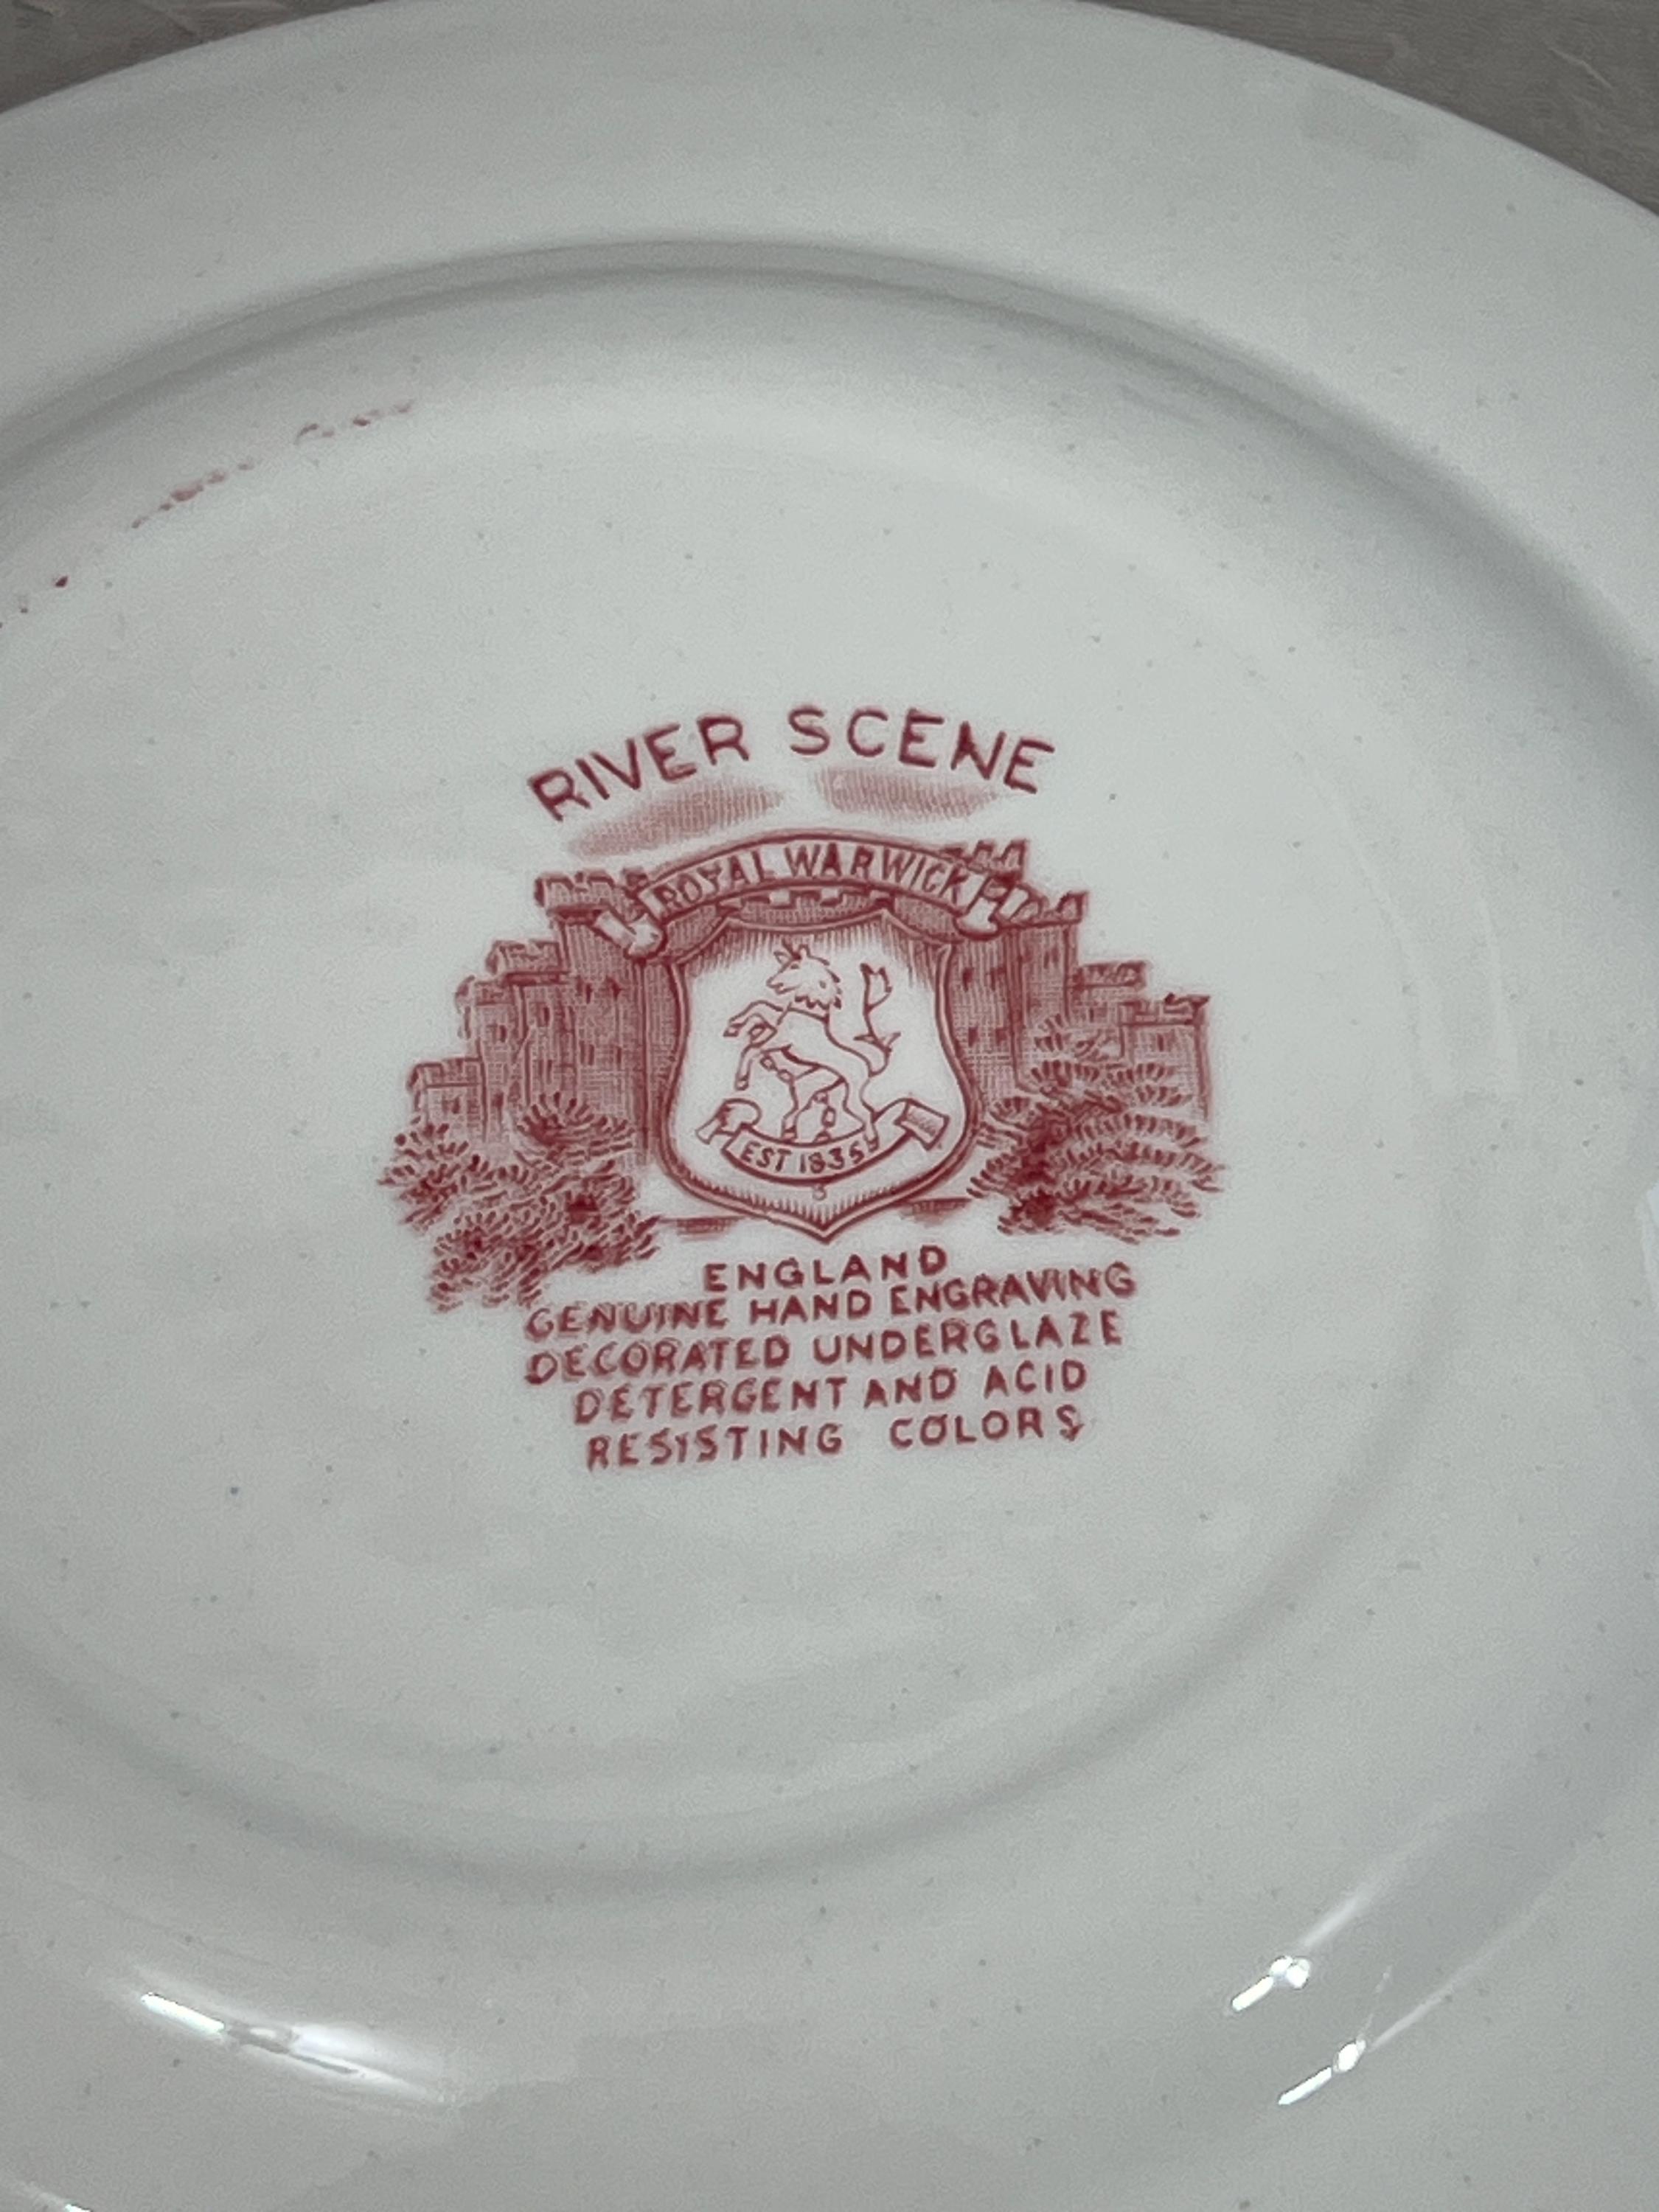 RIVER SCENE
ROYAL WARWICK
EST 1835
ENGLAND
GENUINE HAND ENGRAVING
DECORATED UNDERGLAZE
DETERGENT AND ACID
RESISTING COLORS